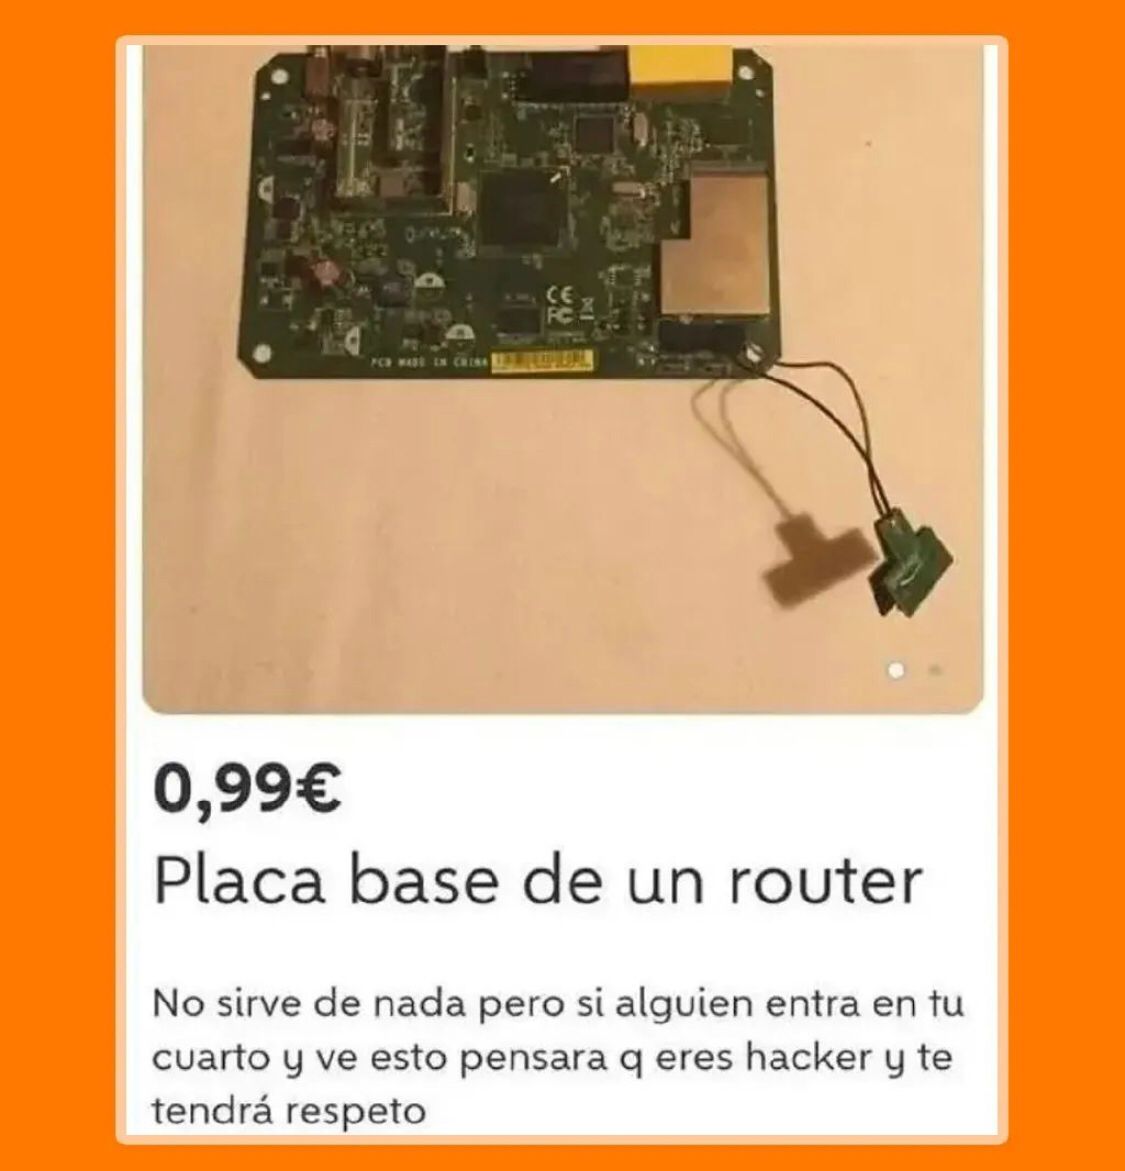 CE
FC
PCB MADE IN CHINA
0,99€
Placa base de un router
No sirve de nada pero si alguien entra en tu
cuarto y ve esto pensara q eres hacker y te
tendrá respeto